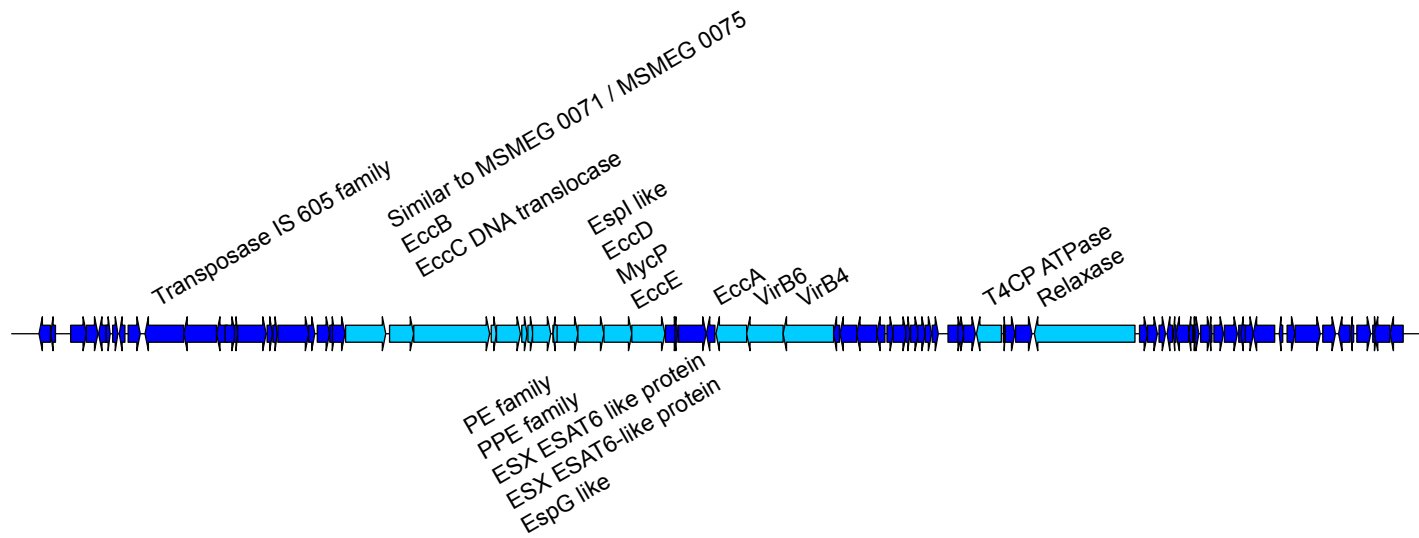 Transposase IS 605 family
Similar to MSMEG 0071 / MSMEG 0075
EccB
EccC DNA translocase
EspI like
EccD
MycP
EccE
EccA
VirB6
VirB4
T4CP ATPase
Relaxase
PE family
PPE family
ESX ESAT6 like protein
ESX ESAT6-like protein
EspG like